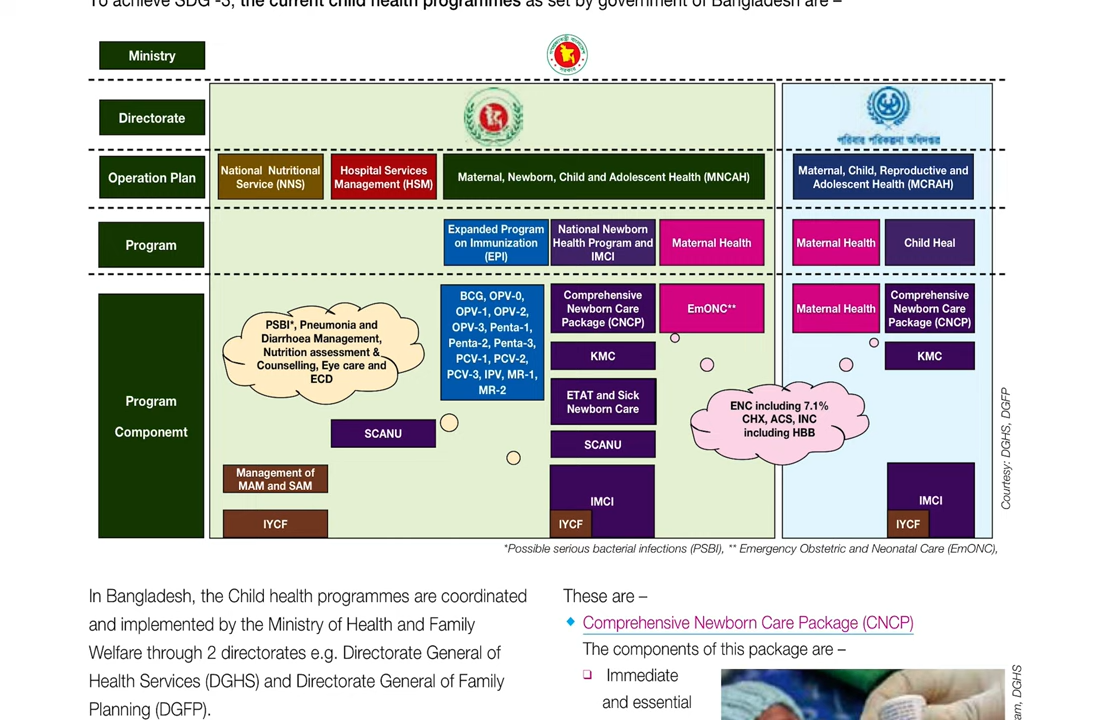 To achieve SDG -3, the current child health programmes as set by government of Bangladesh are –
Ministry
Directorate
পরিবার পরিকল্পনা অধিদপ্তর
Operation Plan
National Nutritional
Service (NNS)
Hospital Services
Management (HSM)
Maternal, Newborn, Child and Adolescent Health (MNCAH)
Maternal, Child, Reproductive and
Adolescent Health (MCRAH)
Program
Expanded Program
on Immunization
(EPI)
National Newborn
Health Program and
IMCI
Maternal Health
Maternal Health
Child Heal
Program
Componemt
PSBI*, Pneumonia and
Diarrhoea Management,
Nutrition assessment &
Counselling, Eye care and
ECD
SCANU
Management of
MAM and SAM
IYCF
BCG, OPV-0,
OPV-1, OPV-2,
OPV-3, Penta-1,
Penta-2, Penta-3,
PCV-1, PCV-2,
PCV-3, IPV, MR-1,
MR-2
Comprehensive
Newborn Care
Package (CNCP)
KMC
ETAT and Sick
Newborn Care
SCANU
IMCI
IYCF
EmONC**
ENC including 7.1%
CHX, ACS, INC
including HBB
Maternal Health
Comprehensive
Newborn Care
Package (CNCP)
KMC
IMCI
IYCF
Courtesy: DGHS, DGFP
*Possible serious bacterial infections (PSBI), ** Emergency Obstetric and Neonatal Care (EmONC),
In Bangladesh, the Child health programmes are coordinated
and implemented by the Ministry of Health and Family
Welfare through 2 directorates e.g. Directorate General of
Health Services (DGHS) and Directorate General of Family
Planning (DGFP).
These are –
Comprehensive Newborn Care Package (CNCP)
The components of this package are –
Immediate
and essential
am, DGHS